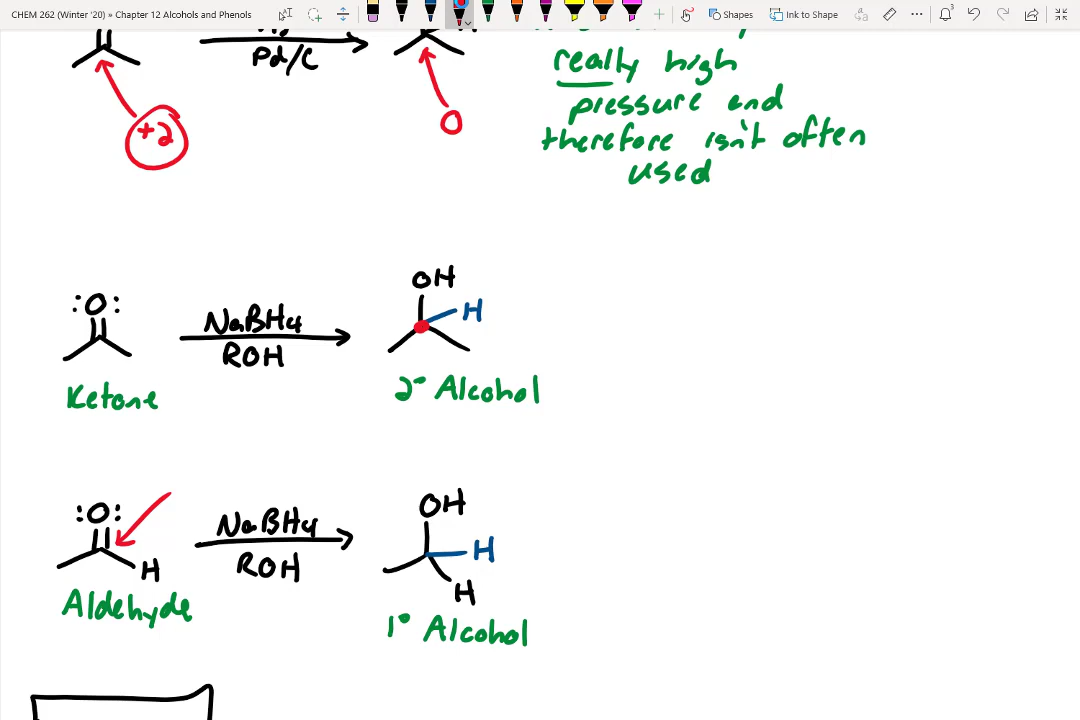 CHEM 262 (Winter '20) » Chapter 12 Alcohols and Phenols
Shapes
Ink to Shape
Pd/C
+2
O
really high
pressure and
therefore isn't often
used
:O:
NaBH4
ROH
OH
H
Ketone
2° Alcohol
:O:
H
NaBH4
ROH
OH
H
H
Aldehyde
1° Alcohol